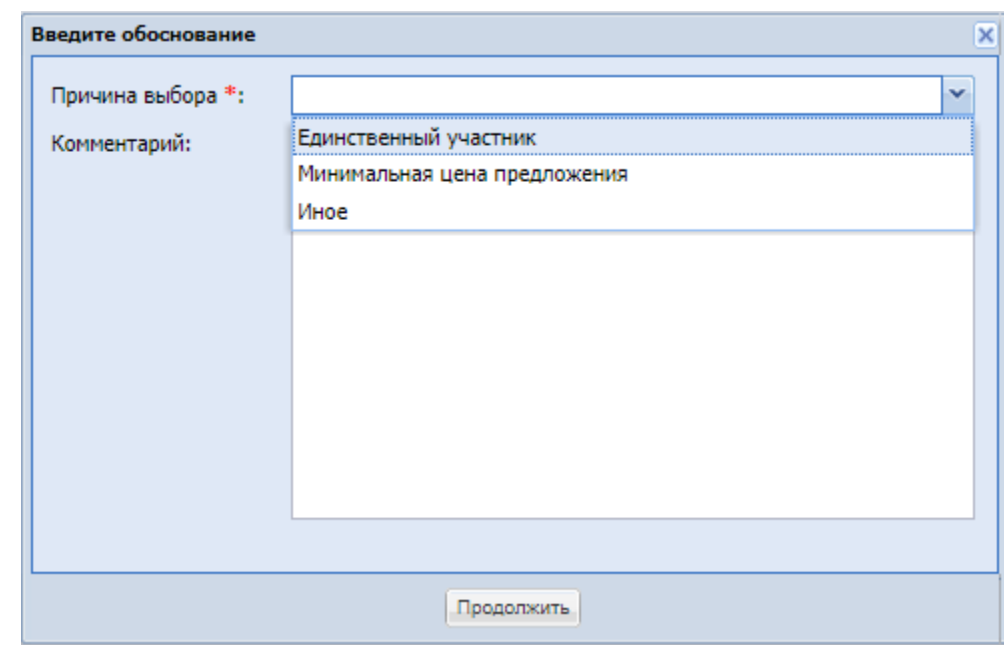 Введите обоснование
Причина выбора *:
Комментарий:
Единственный участник
Минимальная цена предложения
Иное
Продолжить